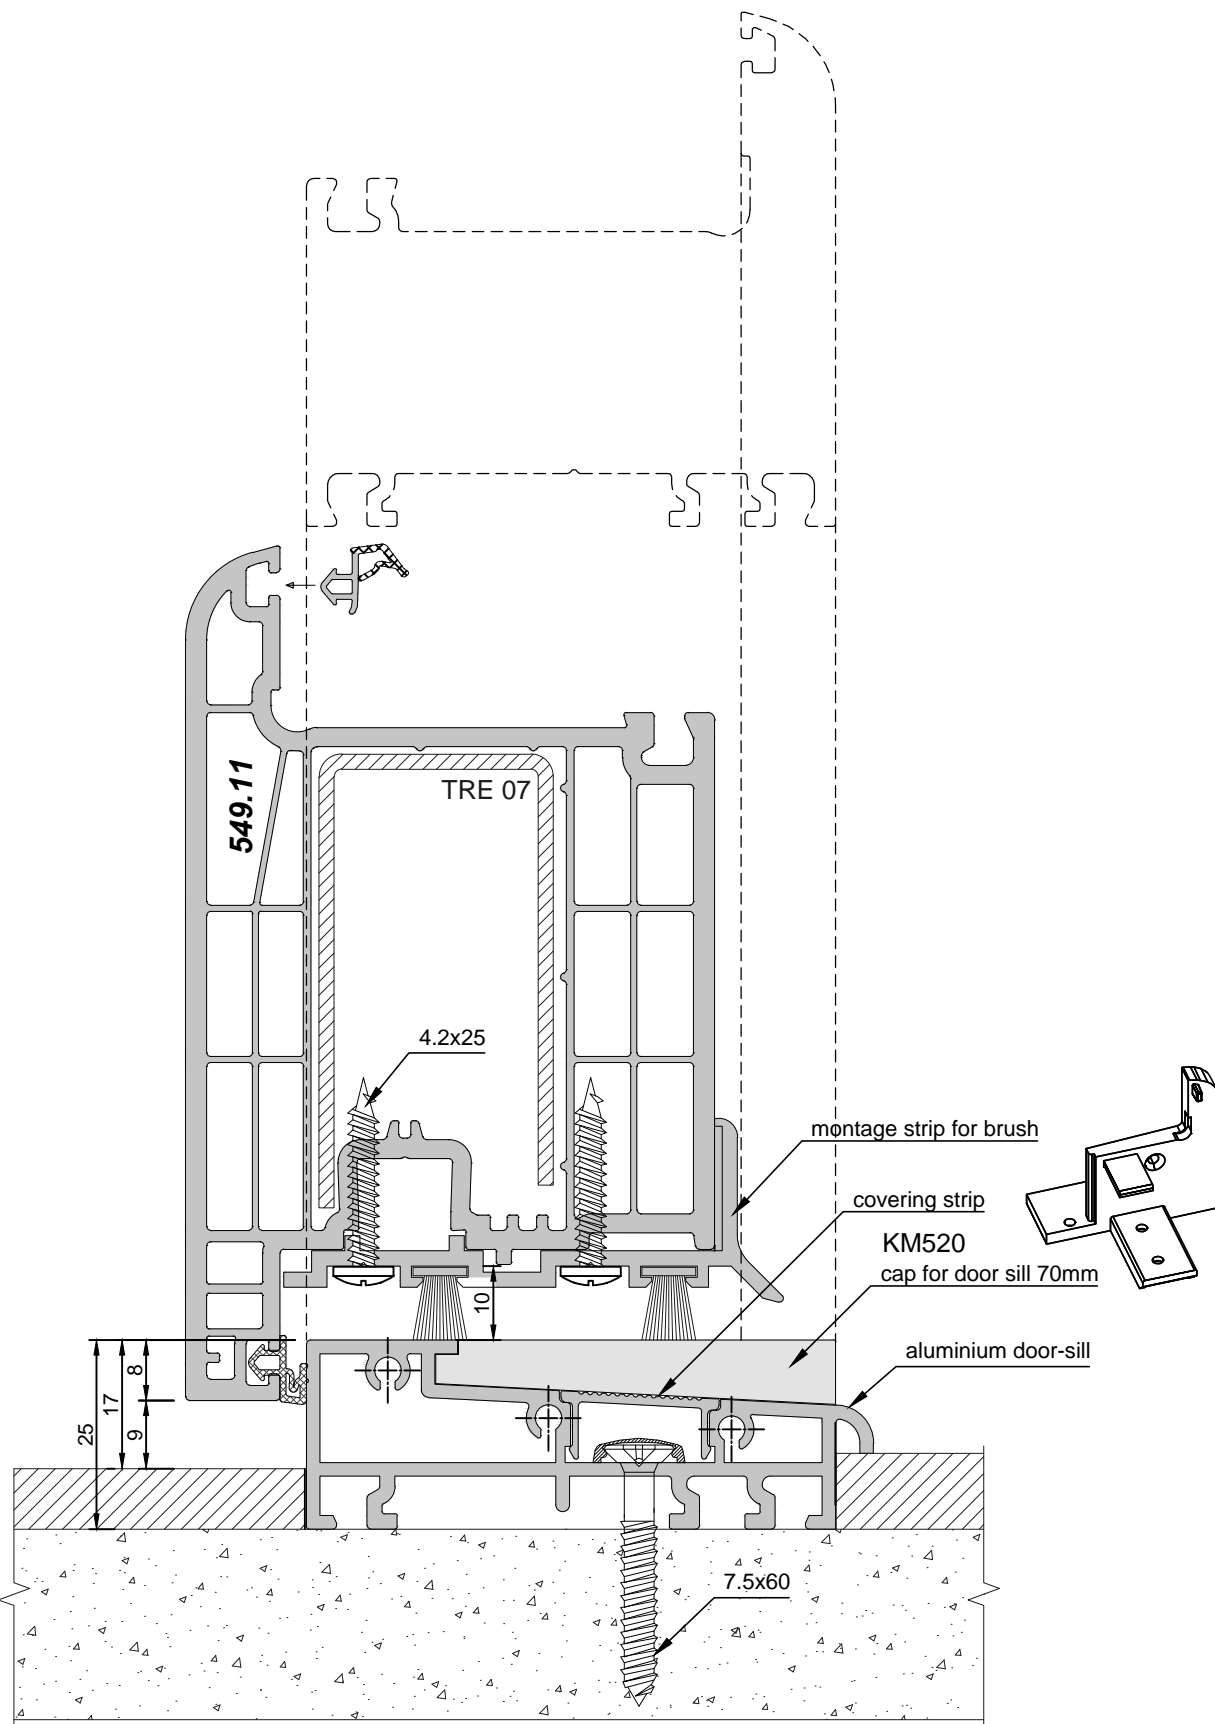 549.11
TRE 07
4.2x25
montage strip for brush
covering strip
KM520
cap for door sill 70mm
10
aluminium door-sill
8
17
25
9
7.5x60